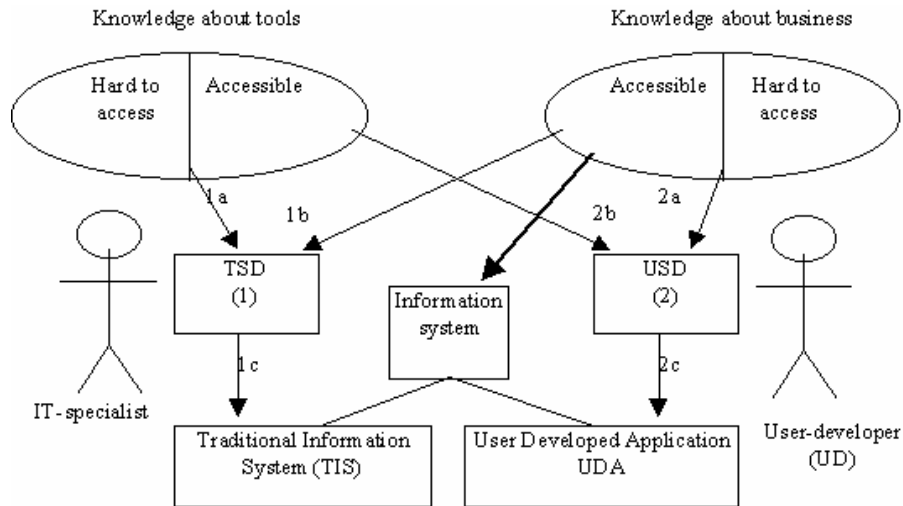 Knowledge about tools
Knowledge about business
Hard to
access
Accessible
Accessible
Hard to
access
1a
1b
2b
2a
TSD
(1)
USD
(2)
Information
system
1c
2c
IT-specialist
Traditional Information
System (TIS)
User Developed Application
UDA
User-developer
(UD)